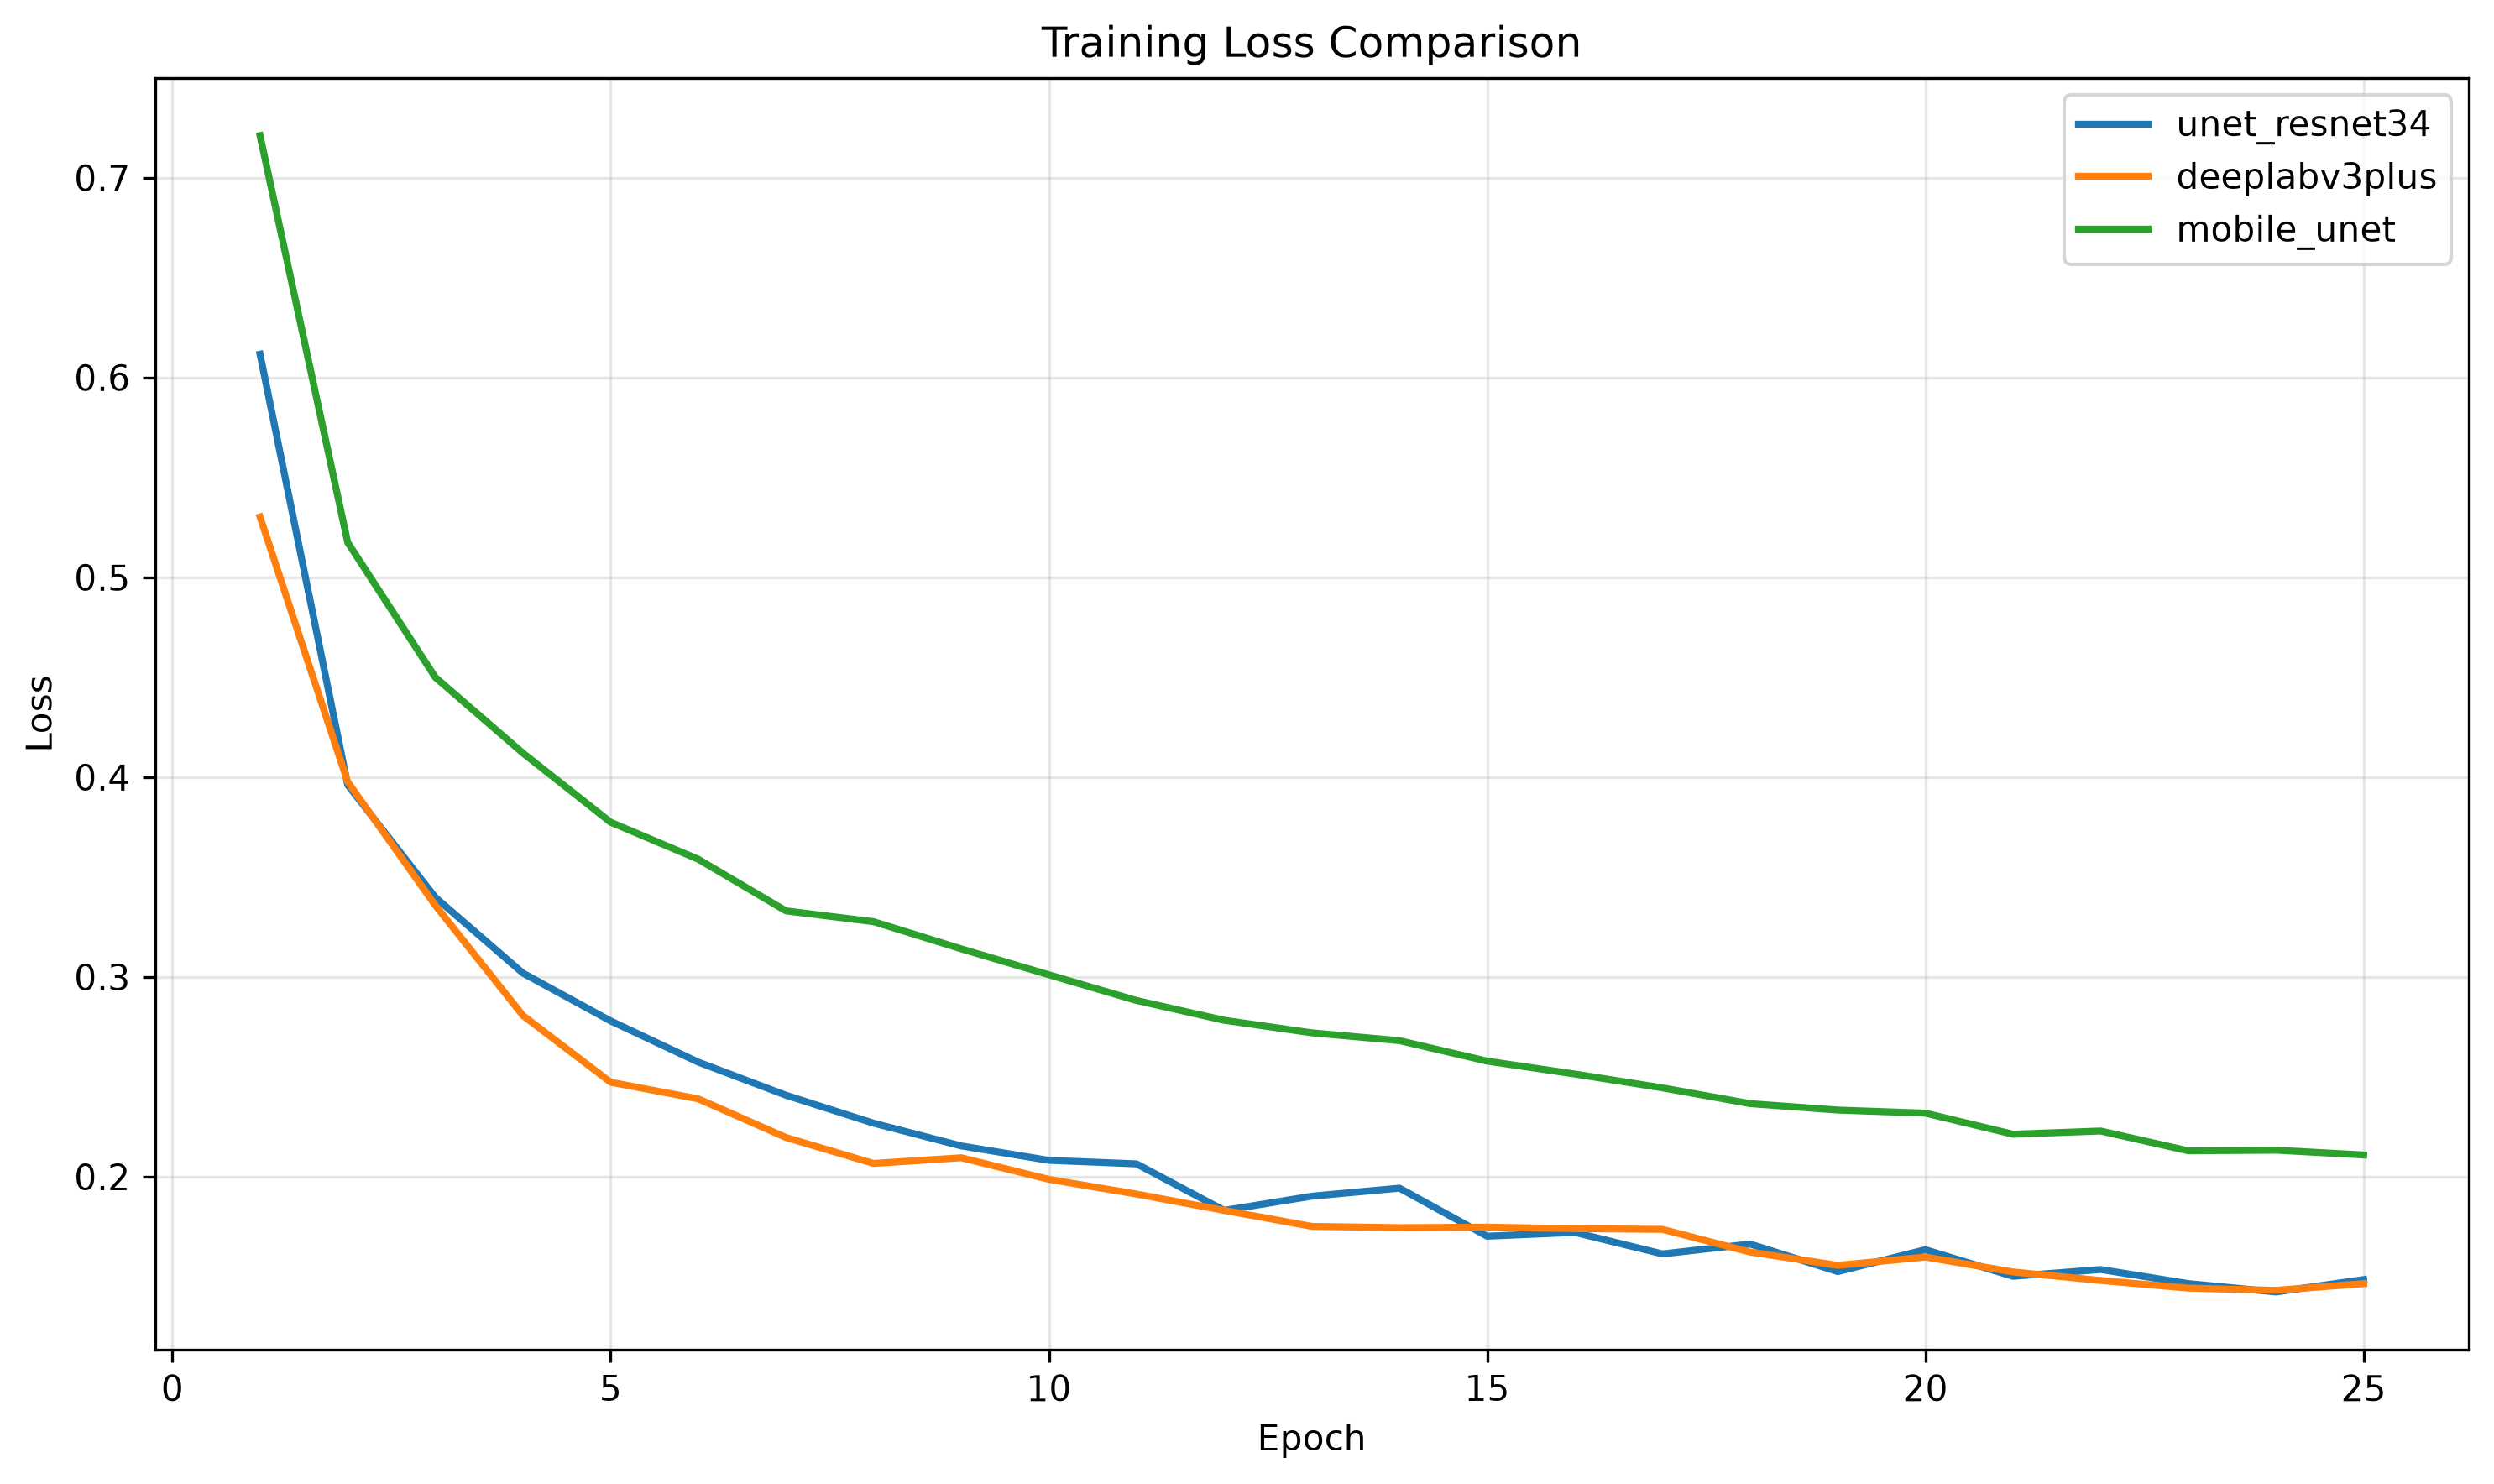 Training Loss Comparison
unet_resnet34
deeplabv3plus
mobile_unet
0.7
0.6
0.5
0.4
0.3
0.2
Loss
0 5 10 15 20 25
Epoch